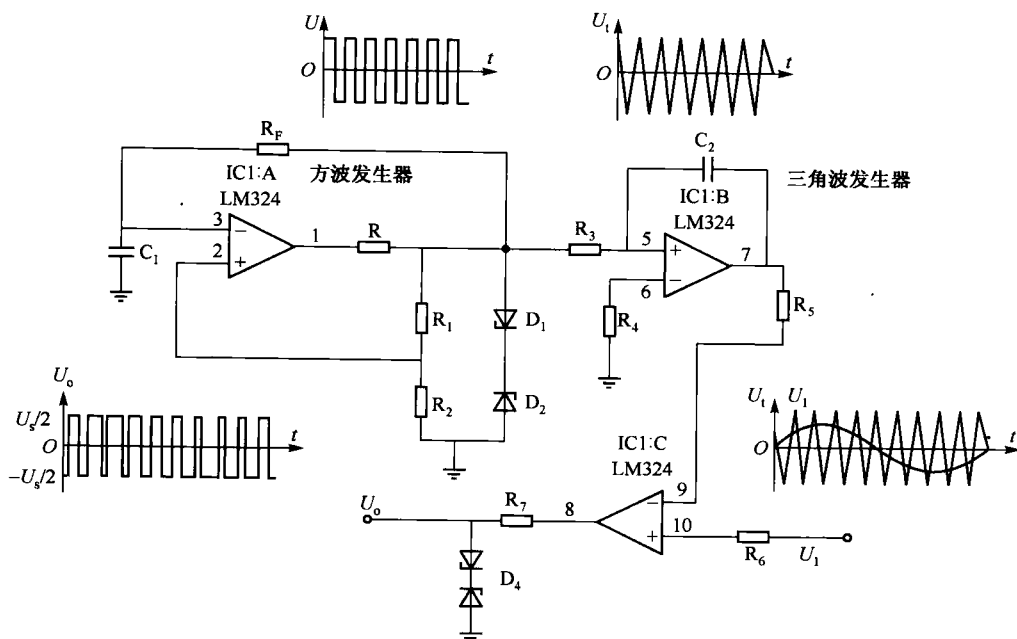 U
t
O
U_t
t
O
R_F
IC1:A
LM324
方波发生器
3
−
2
+
1
C_1
R
R_1
R_2
D_1
D_2
R_3
C_2
IC1:B
LM324
三角波发生器
5
+
6
−
7
R_4
R_5
U_o
U_s/2
O
−U_s/2
t
U_t
U_1
O
t
IC1:C
LM324
9
−
10
+
8
R_7
U_o
D_4
R_6
U_1